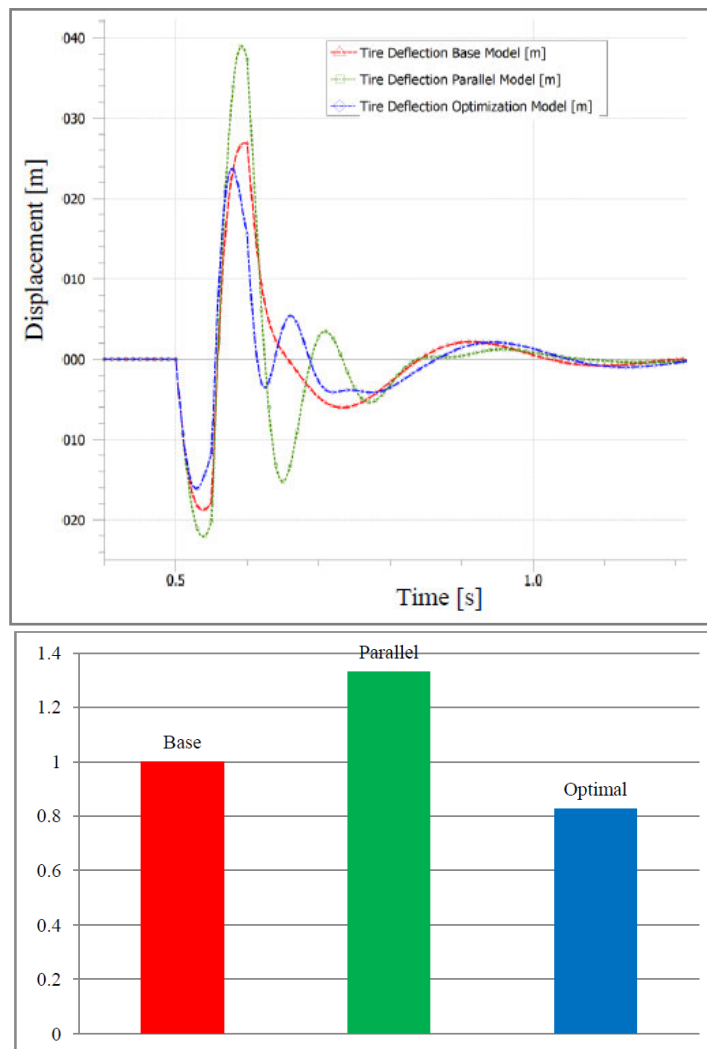 040
Tire Deflection Base Model [m]
Tire Deflection Parallel Model [m]
Tire Deflection Optimization Model [m]
030
020
010
000
010
020
Displacement [m]
0.5
1.0
Time [s]
1.4
1.2
1
0.8
0.6
0.4
0.2
0
Base
Parallel
Optimal